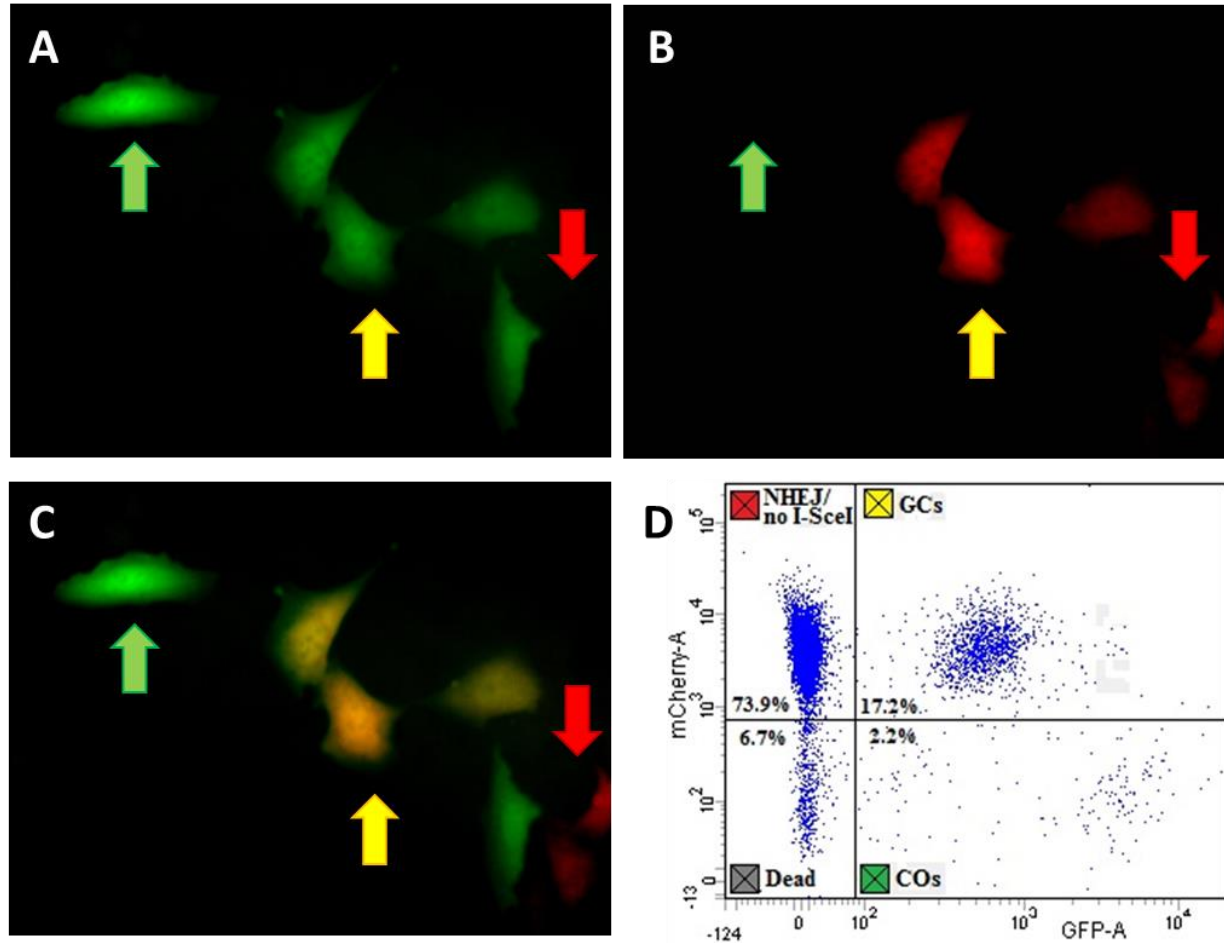 A
B
C
D
NHEJ/
no I-SceI
GCs
73.9%
17.2%
6.7%
2.2%
Dead
COs
mCherry-A
10^5
10^4
10^3
10^2
0
-13
-124
0
10^2
10^3
10^4
GFP-A